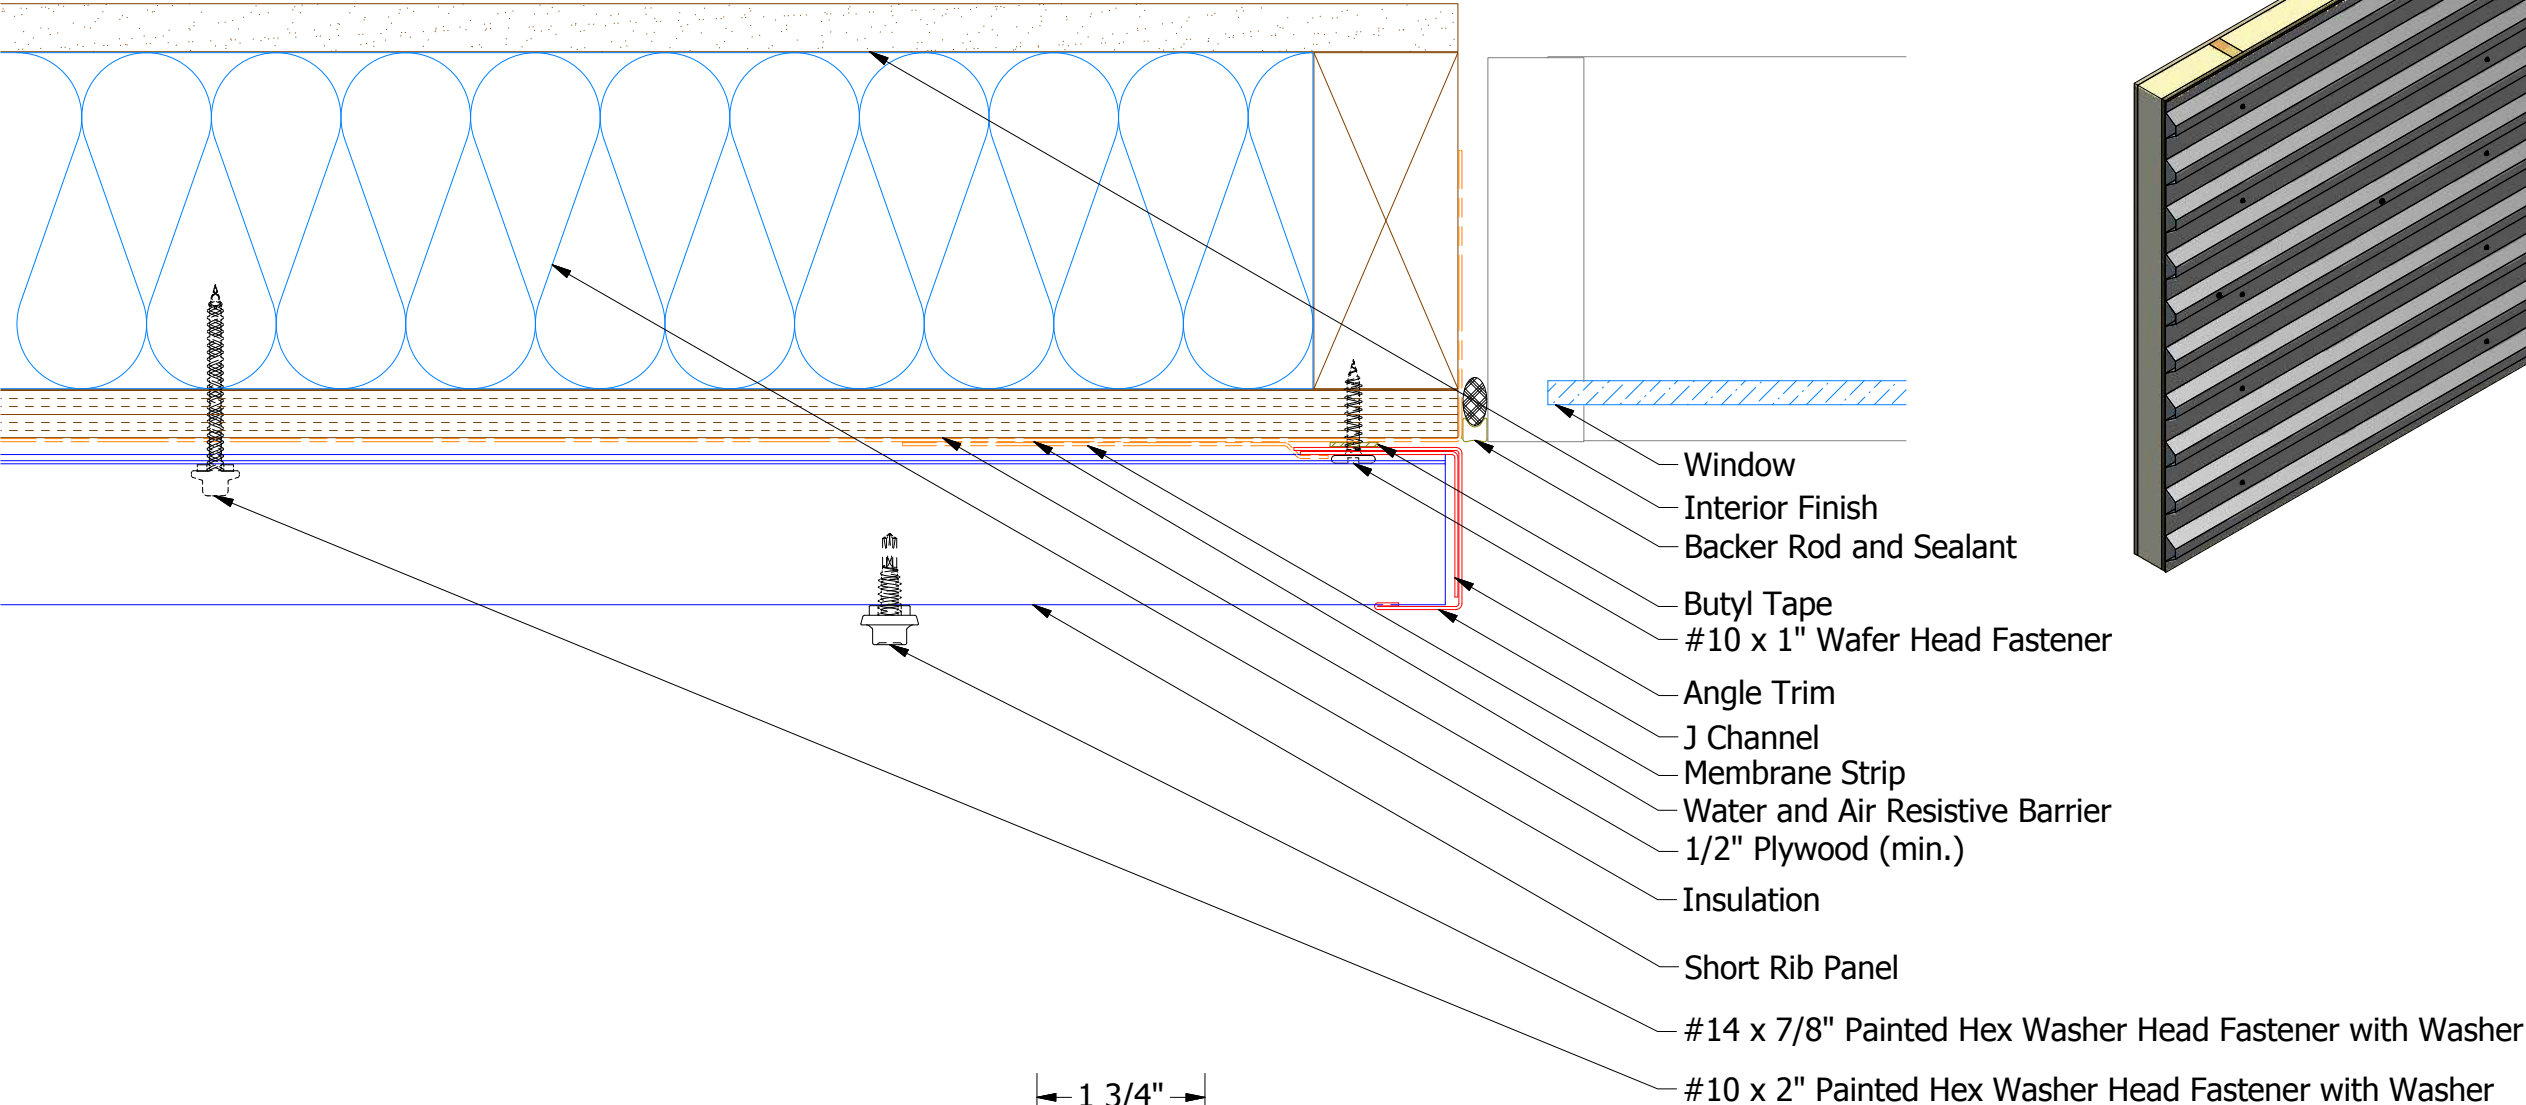 Window
Interior Finish
Backer Rod and Sealant
Butyl Tape
#10 x 1" Wafer Head Fastener
Angle Trim
J Channel
Membrane Strip
Water and Air Resistive Barrier
1/2" Plywood (min.)
Insulation
Short Rib Panel
#14 x 7/8" Painted Hex Washer Head Fastener with Washer
#10 x 2" Painted Hex Washer Head Fastener with Washer
1 3/4"